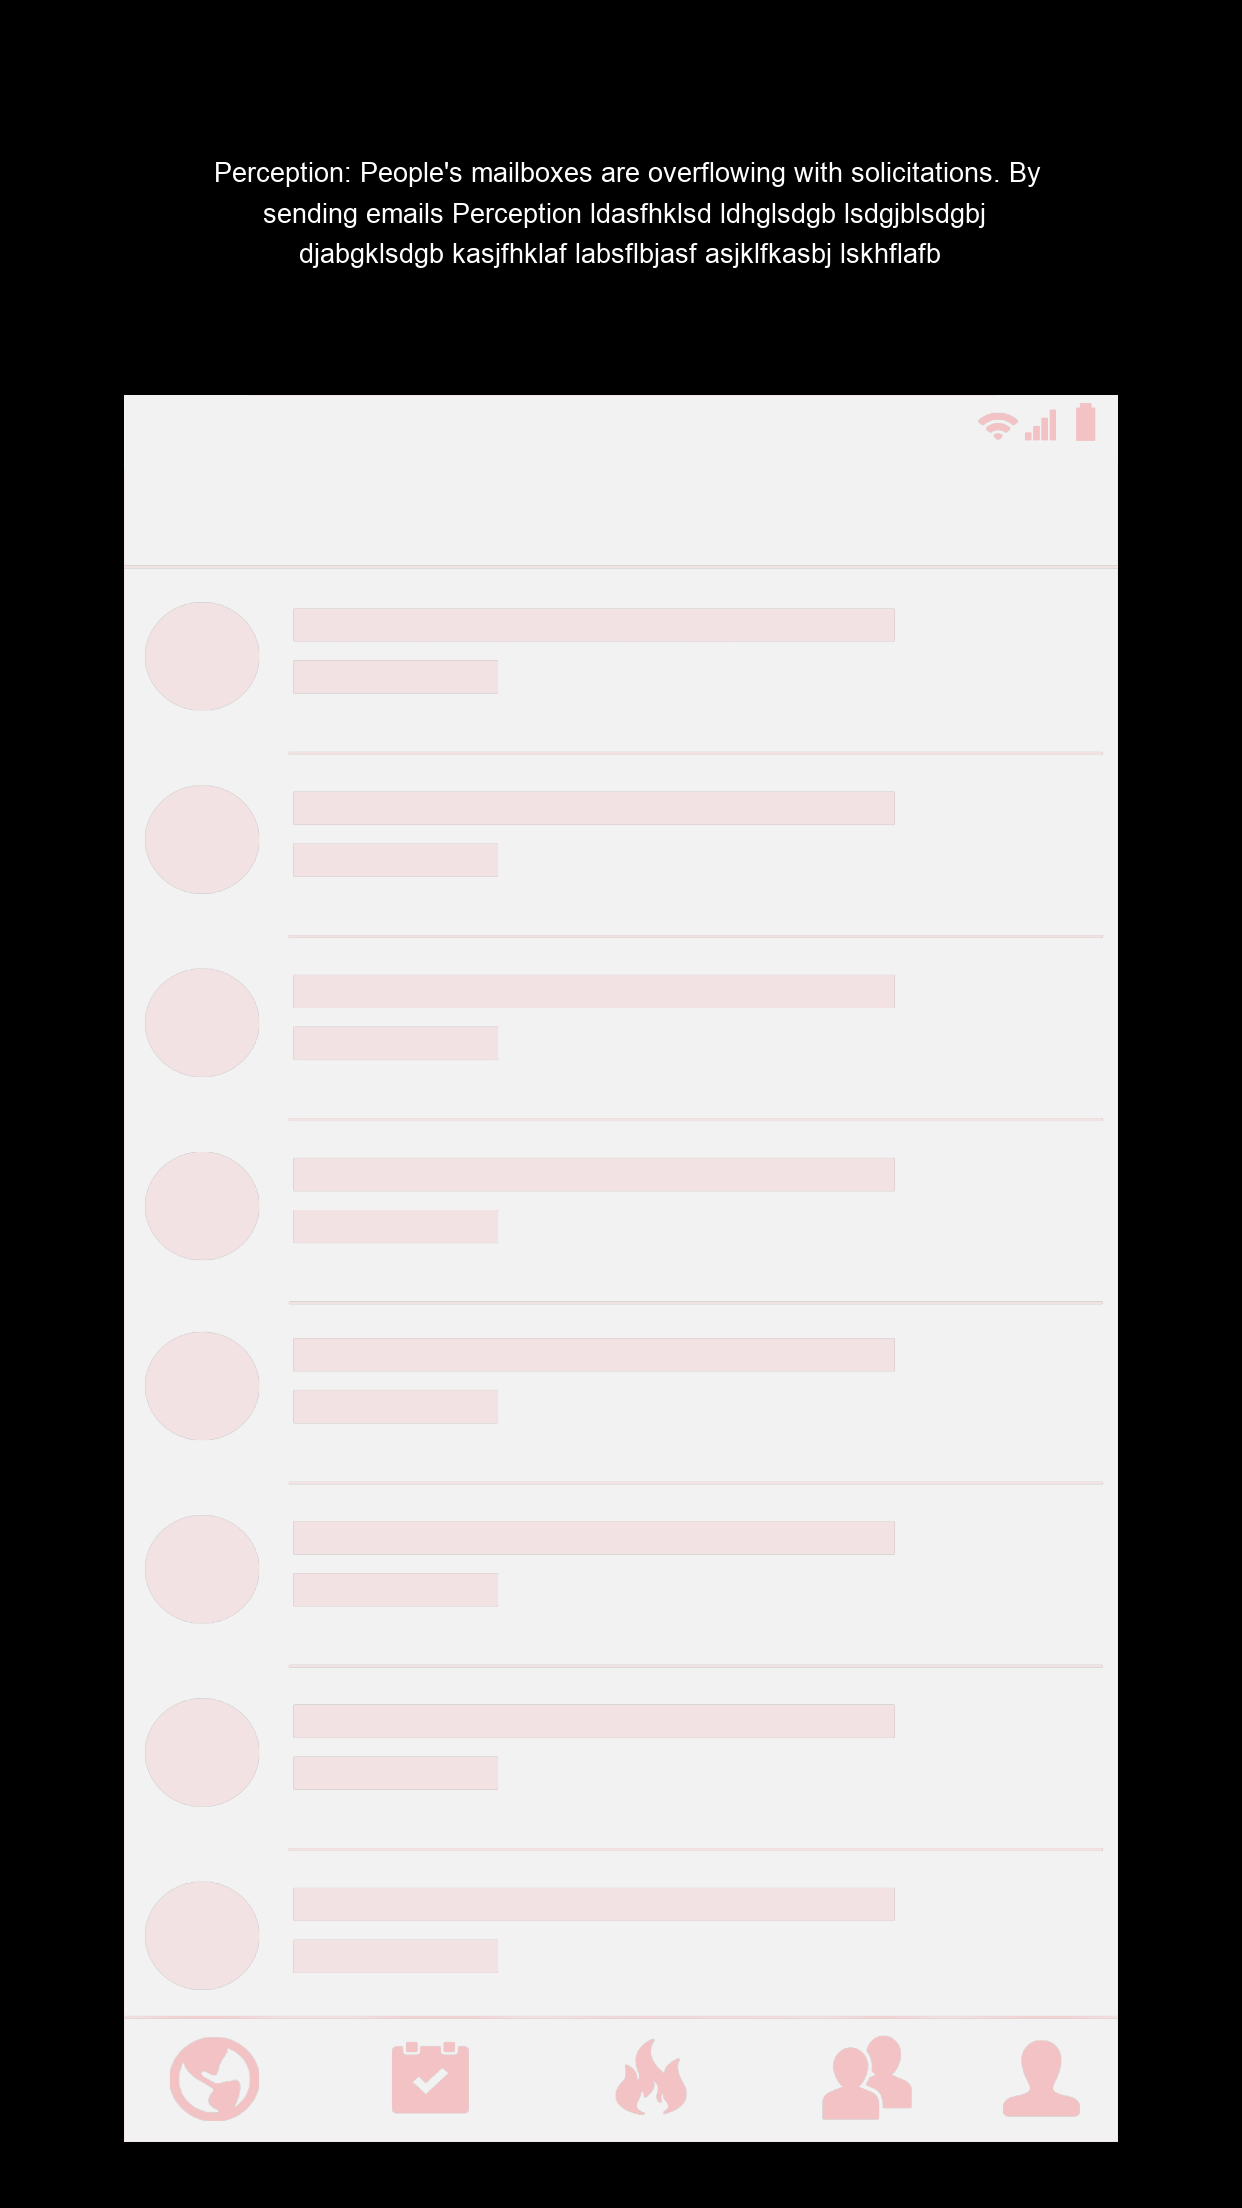 Perception: People's mailboxes are overflowing with solicitations. By
sending emails Perception ldasfhklsd ldhglsdgb lsdgjblsdgbj
djabgklsdgb kasjfhklaf labsflbjasf asjklfkasbj lskhflafb